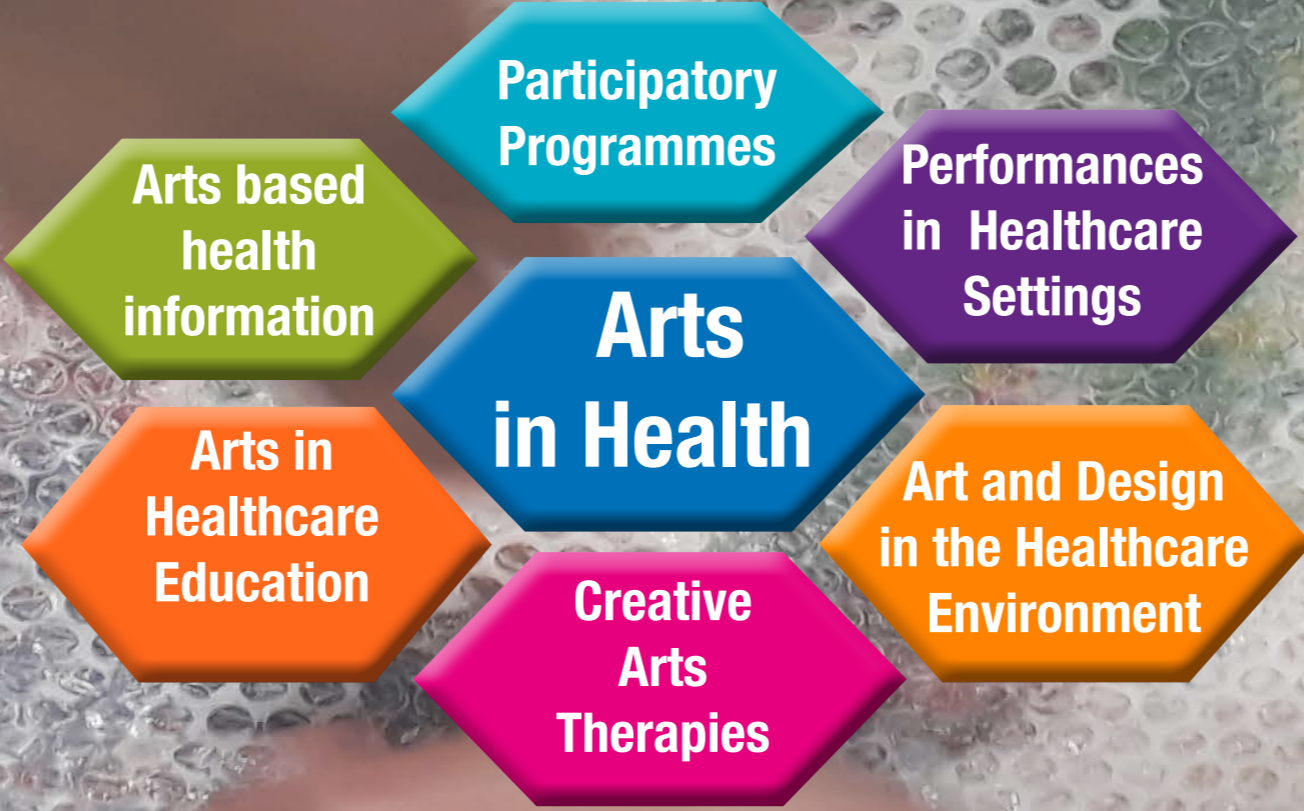 Participatory
Programmes
Arts based
health
information
Performances
in Healthcare
Settings
Arts
in Health
Arts in
Healthcare
Education
Art and Design
in the Healthcare
Environment
Creative
Arts
Therapies